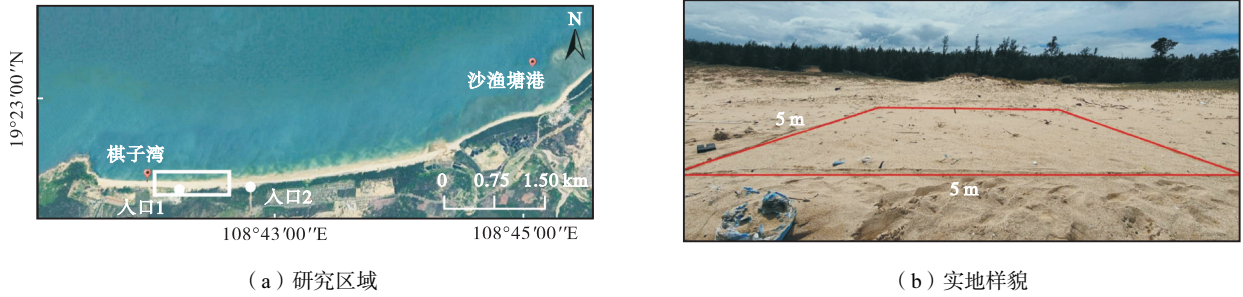 N
19°23′00″N
沙渔塘港
棋子湾
0 0.75 1.50 km
入口1
入口2
108°43′00″E
108°45′00″E
(a)研究区域
5 m
5 m
(b)实地样貌